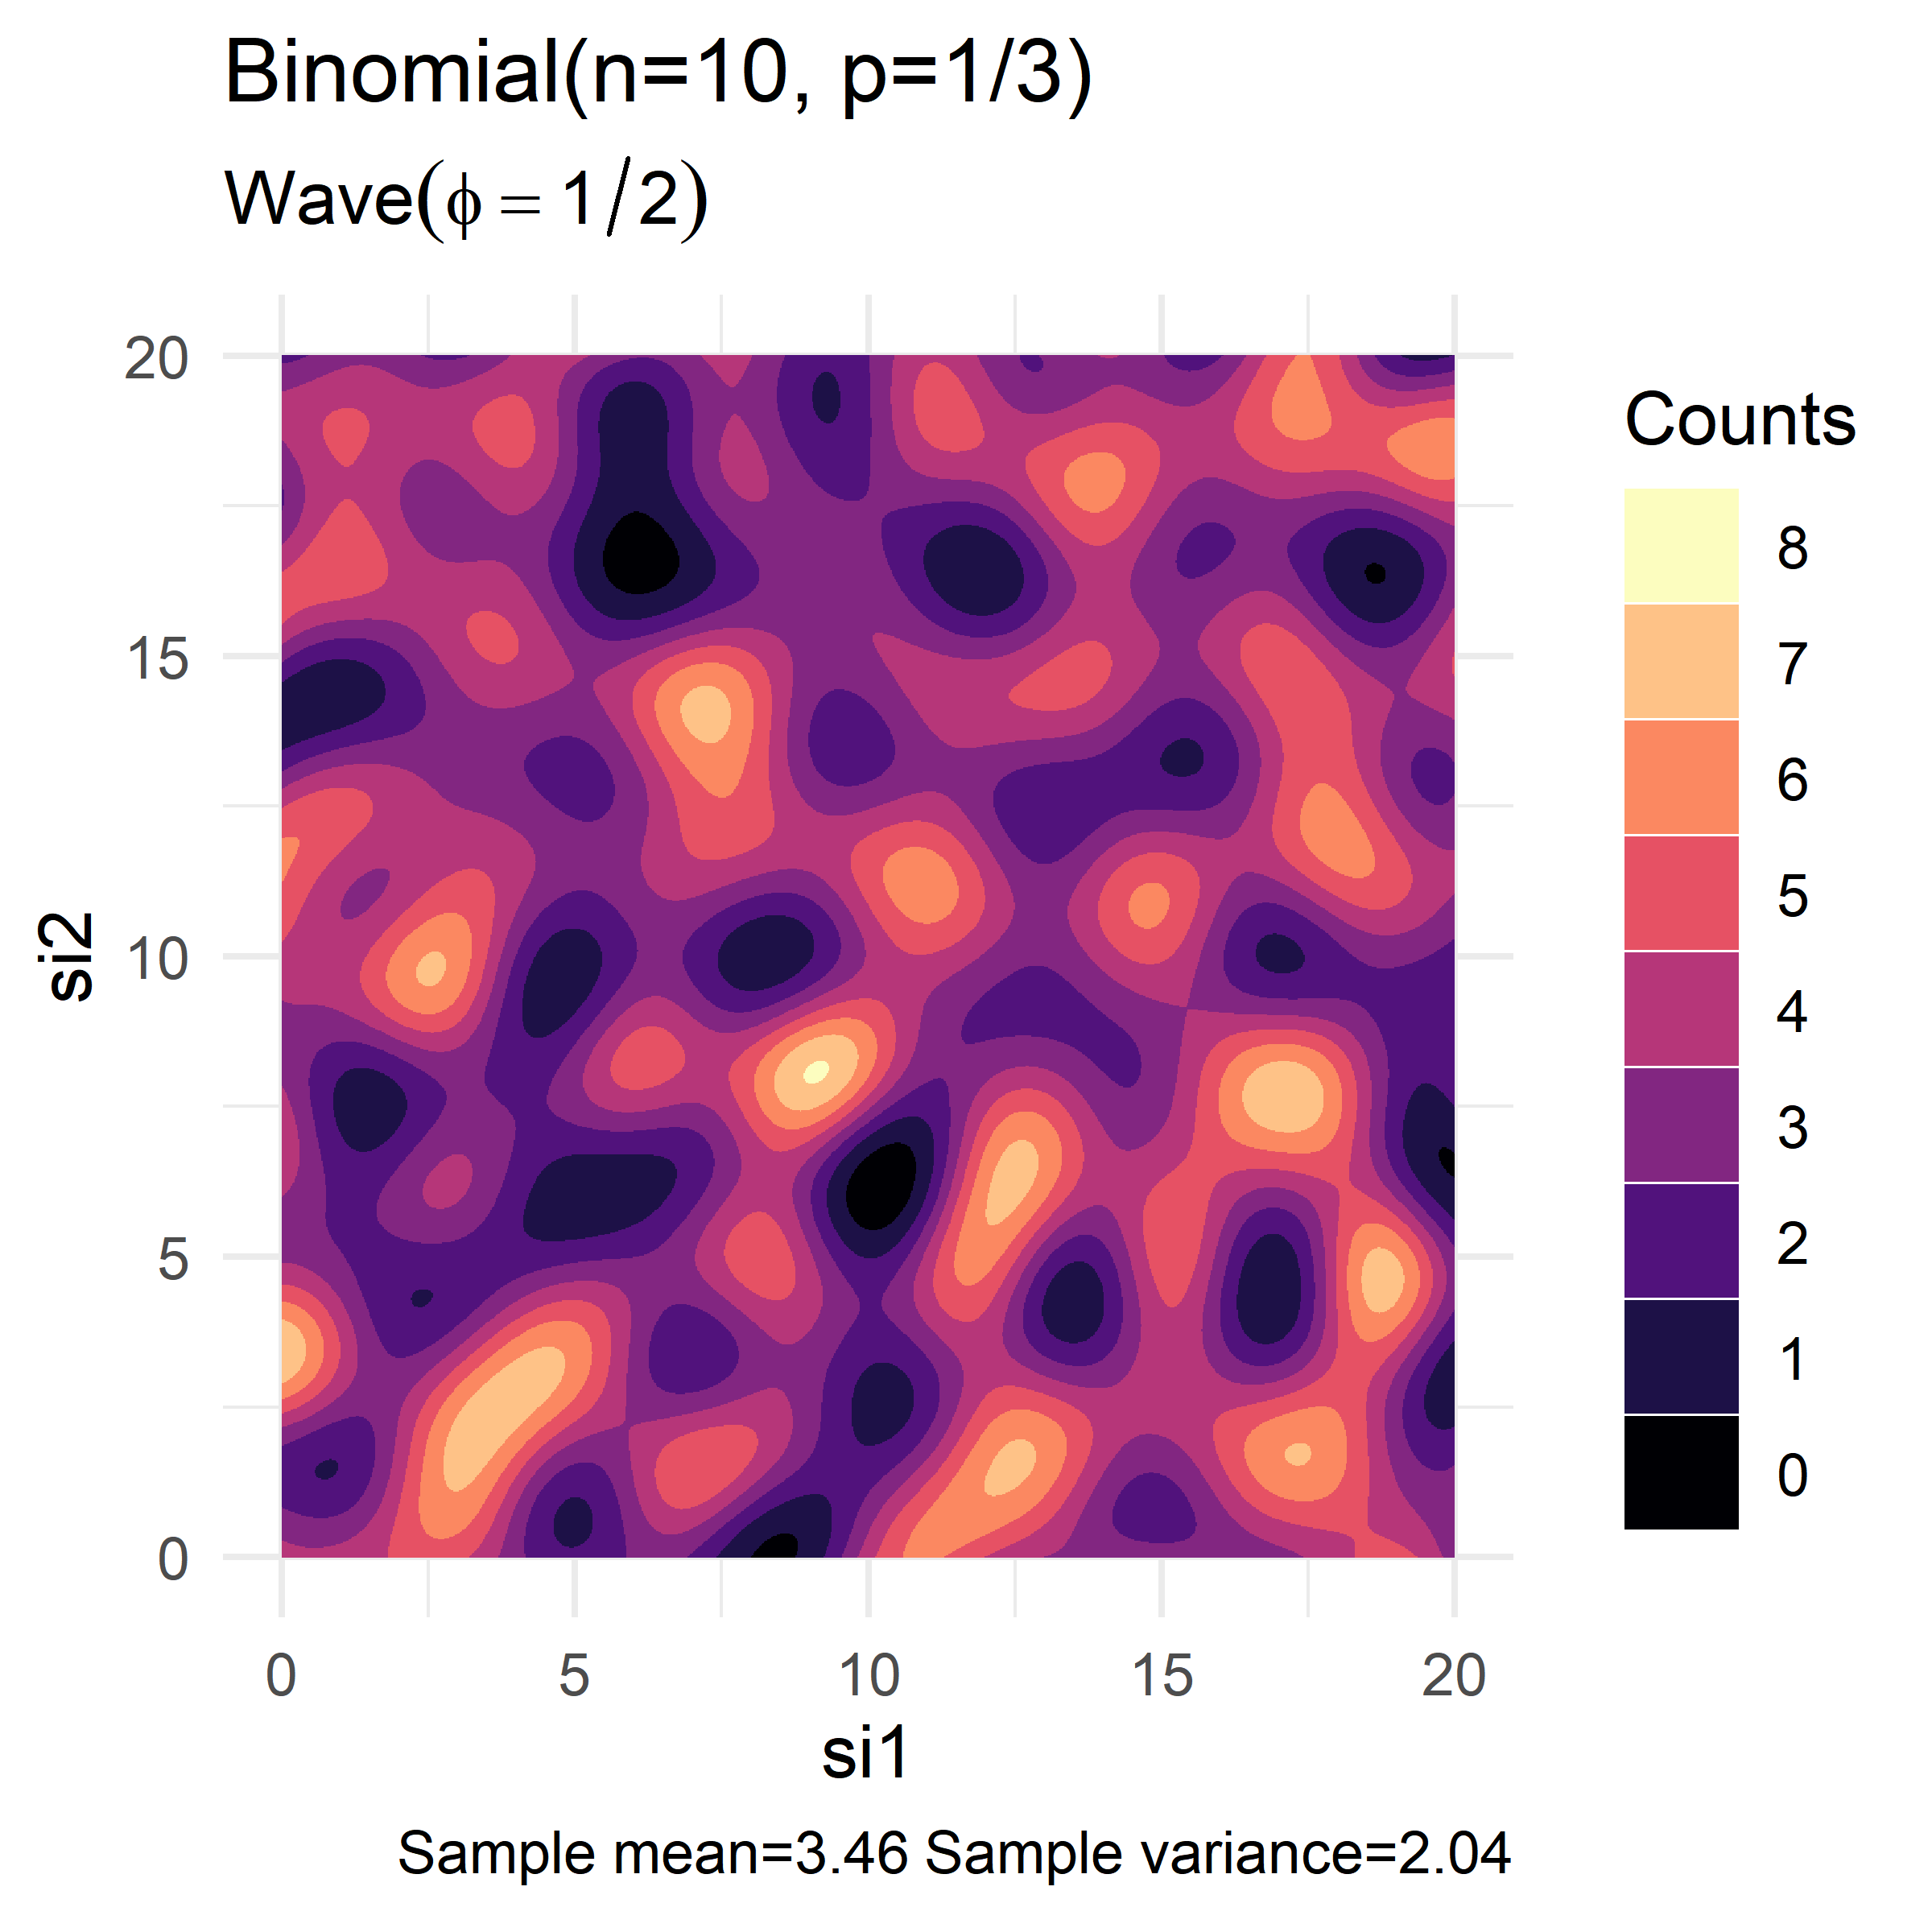 Binomial(n=10, p=1/3)
Wave(ϕ = 1/2)
20
15
10
5
0
si2
0 5 10 15 20
si1
Counts
8
7
6
5
4
3
2
1
0
Sample mean=3.46 Sample variance=2.04